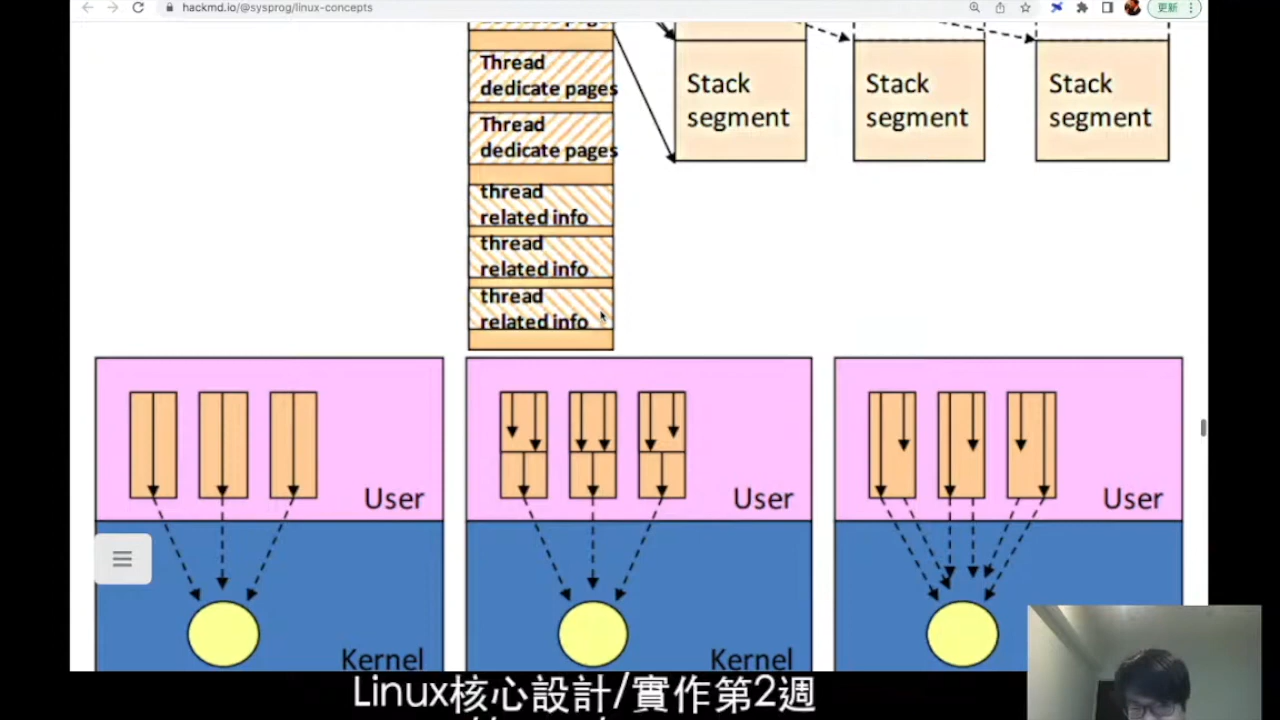 hackmd.io/@sysprog/linux-concepts
更新
Thread
dedicate pages
Thread
dedicate pages
thread
related info
thread
related info
thread
related info
Stack
segment
Stack
segment
Stack
segment
User
User
User
Kernel
Kernel
Linux核心設計/實作第2週